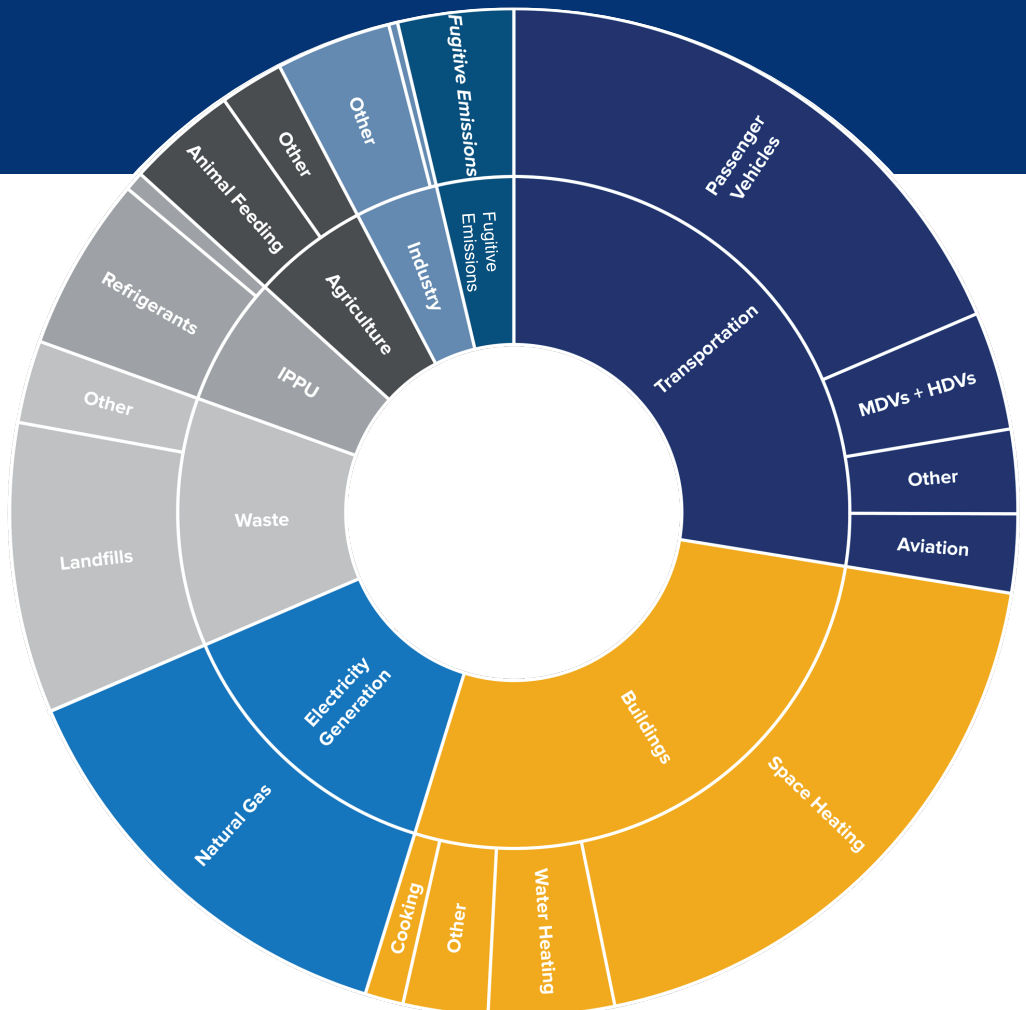 Fugitive Emissions
Passenger
Vehicles
MDVs + HDVs
Other
Aviation
Space Heating
Water Heating
Other
Cooking
Natural Gas
Landfills
Other
Refrigerants
Animal Feeding
Other
Other
Fugitive
Emissions
Transportation
Buildings
Electricity
Generation
Waste
IPPU
Agriculture
Industry